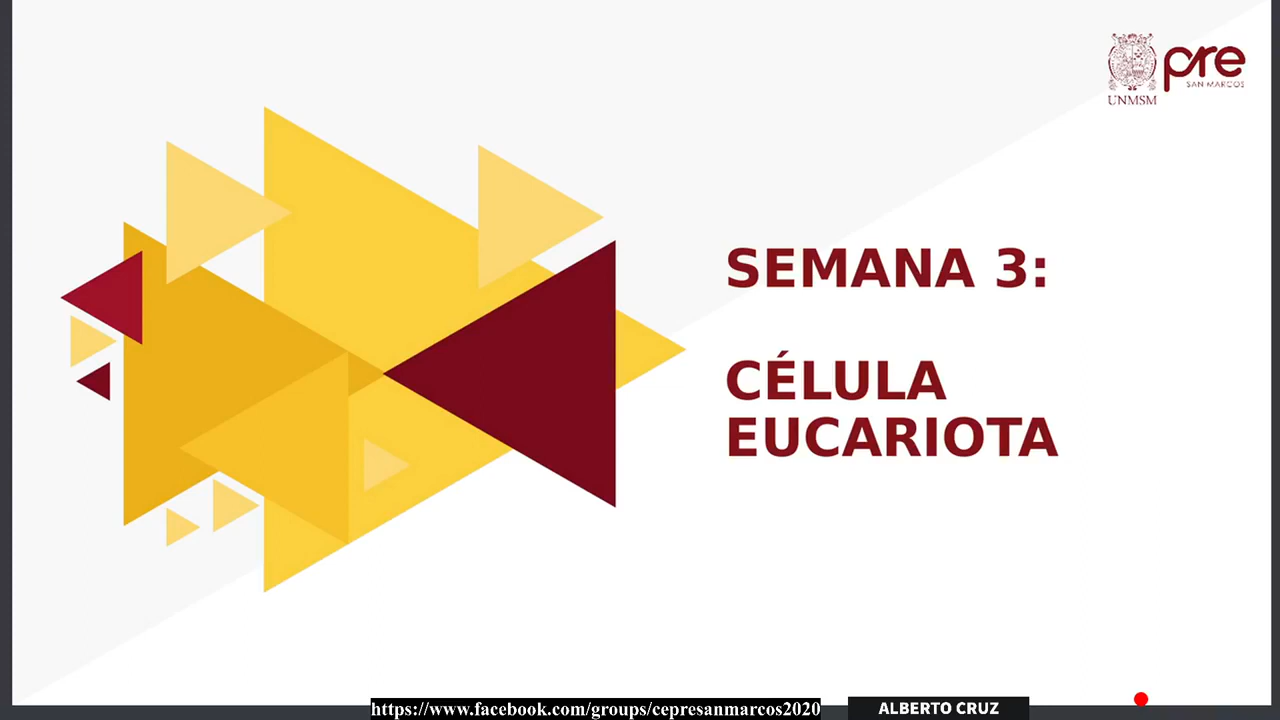 pre
SAN MARCOS
UNMSM
SEMANA 3:
CÉLULA
EUCARIOTA
https://www.facebook.com/groups/cepresanmarcos2020
ALBERTO CRUZ